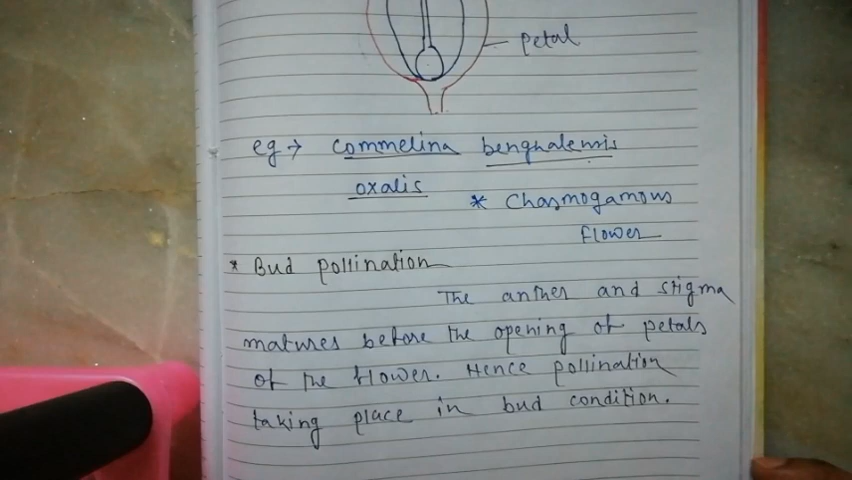 petal
eg → commelina benghalensis
oxalis
* Chasmogamous
flower
* Bud pollination
The anther and stigma
matures before the opening of petals
of the flower. Hence pollination
taking place in bud condition.